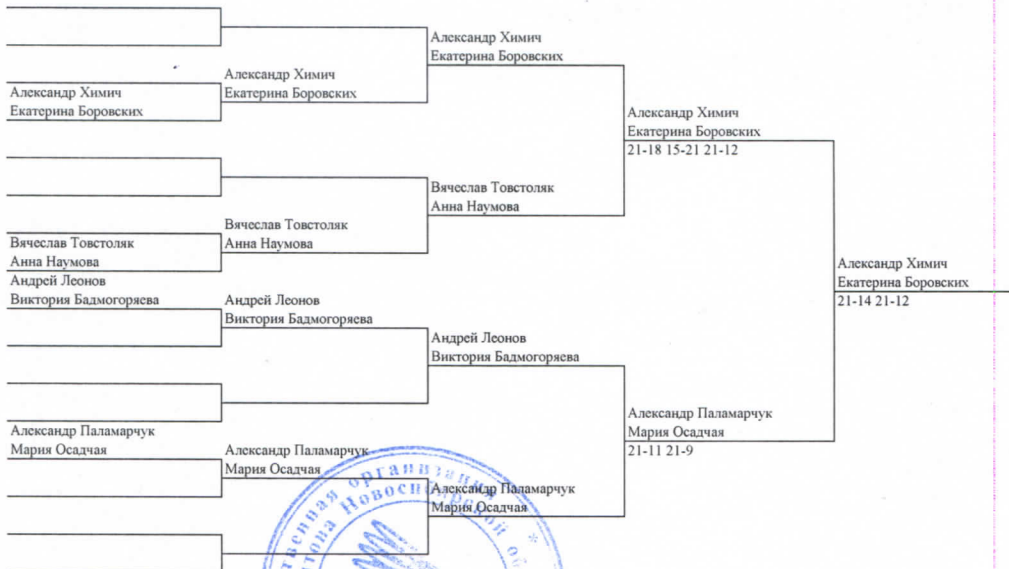 Александр Химич
Екатерина Боровских
Вячеслав Товстоляк
Анна Наумова
Андрей Леонов
Виктория Бадмогоряева
Александр Паламарчук
Мария Осадчая
Александр Химич
Екатерина Боровских
Вячеслав Товстоляк
Анна Наумова
Андрей Леонов
Виктория Бадмогоряева
Александр Паламарчук
Мария Осадчая
Александр Химич
Екатерина Боровских
Вячеслав Товстоляк
Анна Наумова
Андрей Леонов
Виктория Бадмогоряева
Александр Паламарчук
Мария Осадчая
Александр Химич
Екатерина Боровских
21-18 15-21 21-12
Александр Паламарчук
Мария Осадчая
21-11 21-9
Александр Химич
Екатерина Боровских
21-14 21-12
организация